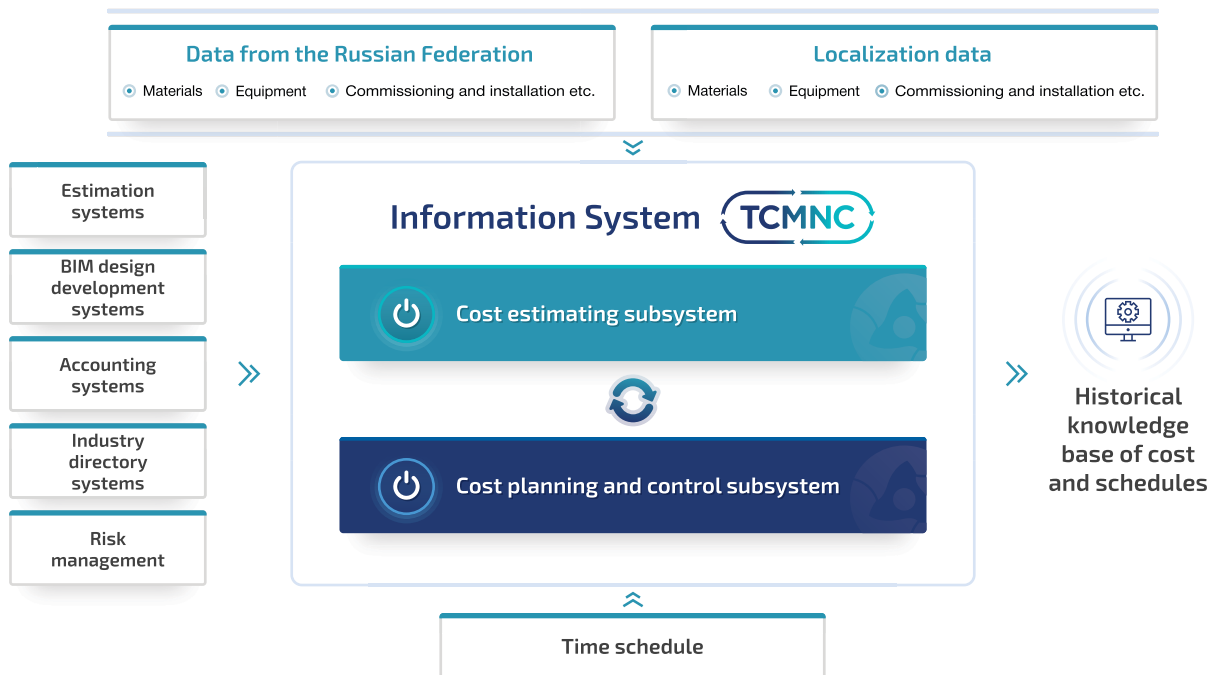 Data from the Russian Federation
Materials Equipment Commissioning and installation etc.
Localization data
Materials Equipment Commissioning and installation etc.
Estimation
systems
BIM design
development
systems
Accounting
systems
Industry
directory
systems
Risk
management
Information System TCMNC
Cost estimating subsystem
Cost planning and control subsystem
Historical
knowledge
base of cost
and schedules
Time schedule